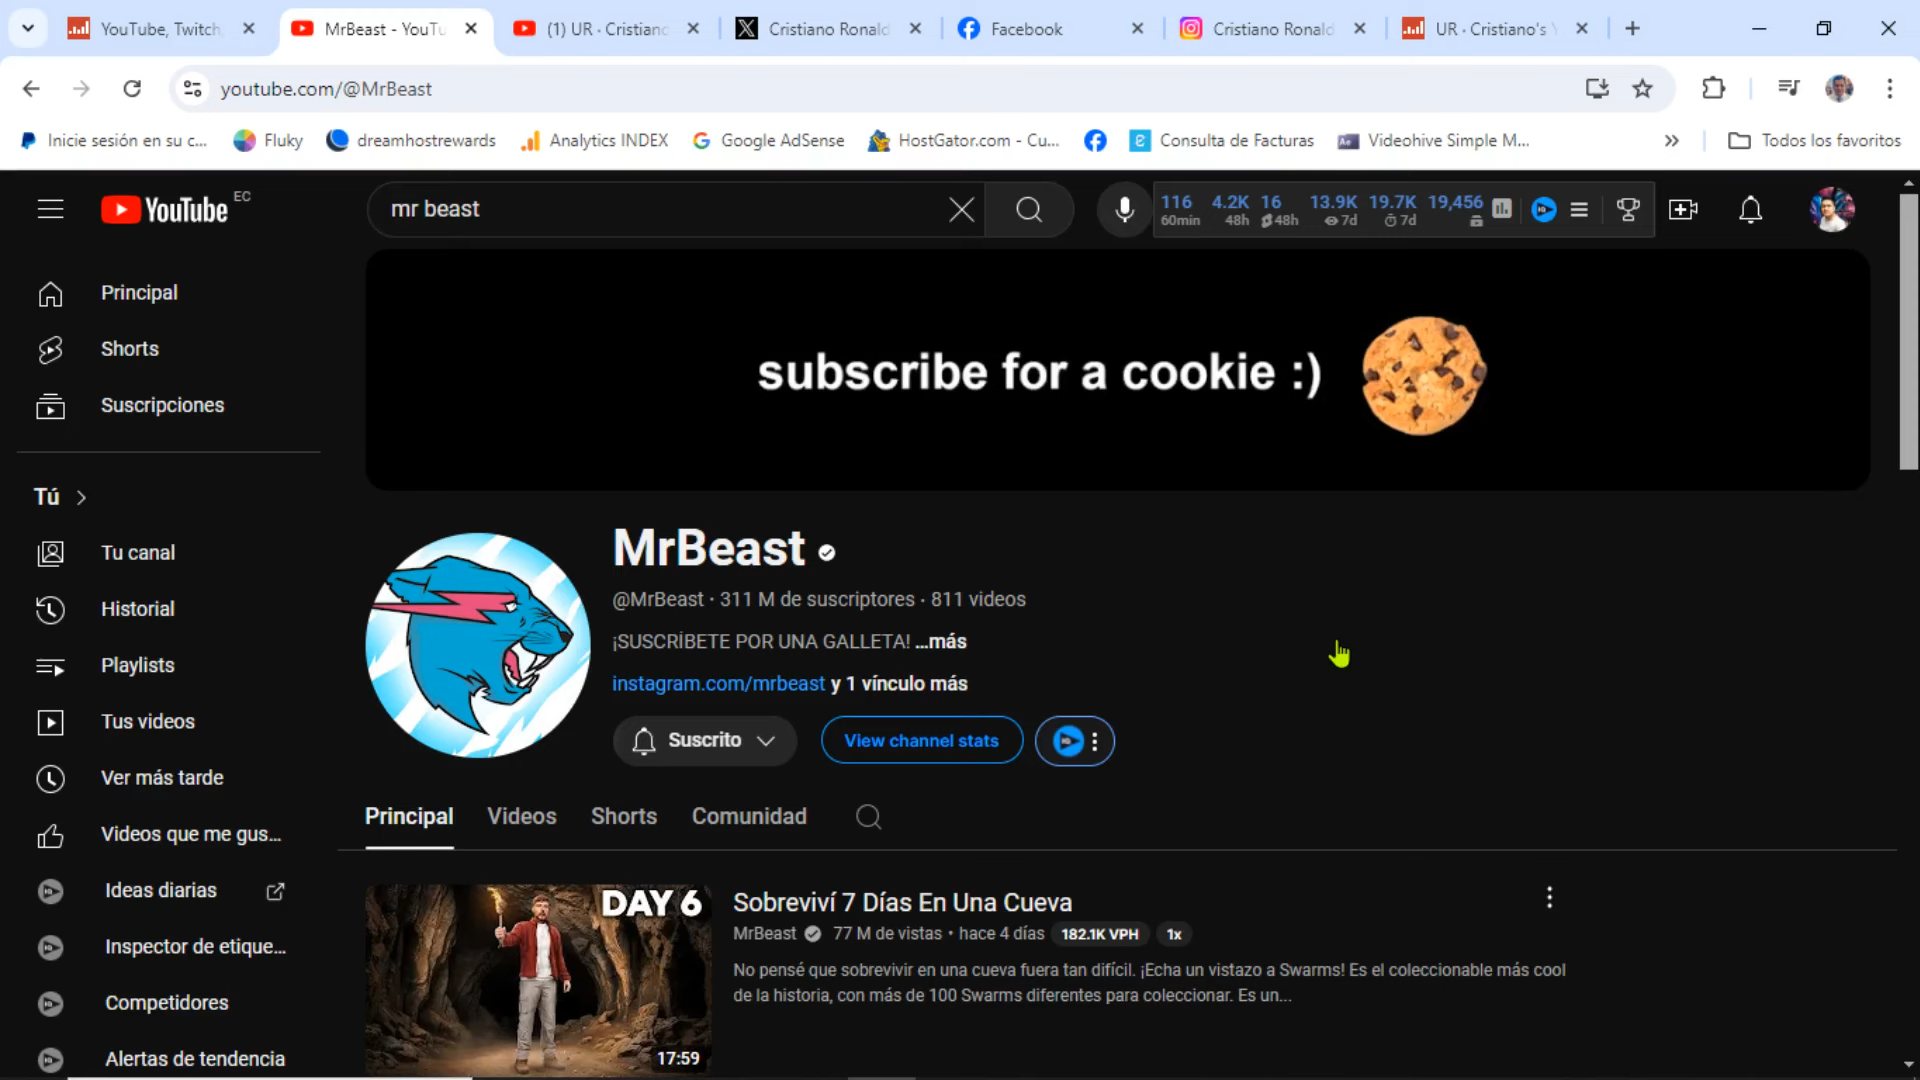 YouTube, Twitch
MrBeast - YouTu
(1) UR · Cristiano
Cristiano Ronald
Facebook
Cristiano Ronald
UR · Cristiano's Y
youtube.com/@MrBeast
Inicie sesión en su c...
Fluky
dreamhostrewards
Analytics INDEX
Google AdSense
HostGator.com - Cu...
Consulta de Facturas
Videohive Simple M...
Todos los favoritos
YouTube EC
mr beast
116 4.2K 16 13.9K 19.7K 19,456
60min 48h 48h 7d 7d
Principal
Shorts
Suscripciones
Tú
Tu canal
Historial
Playlists
Tus videos
Ver más tarde
Videos que me gus...
Ideas diarias
Inspector de etique...
Competidores
Alertas de tendencia
subscribe for a cookie :)
MrBeast
@MrBeast · 311 M de suscriptores · 811 videos
¡SUSCRÍBETE POR UNA GALLETA! ...más
instagram.com/mrbeast y 1 vínculo más
Suscrito
View channel stats
Principal Videos Shorts Comunidad
DAY 6
17:59
Sobreviví 7 Días En Una Cueva
MrBeast 77 M de vistas • hace 4 días 182.1K VPH 1x
No pensé que sobrevivir en una cueva fuera tan difícil. ¡Echa un vistazo a Swarms! Es el coleccionable más cool
de la historia, con más de 100 Swarms diferentes para coleccionar. Es un...